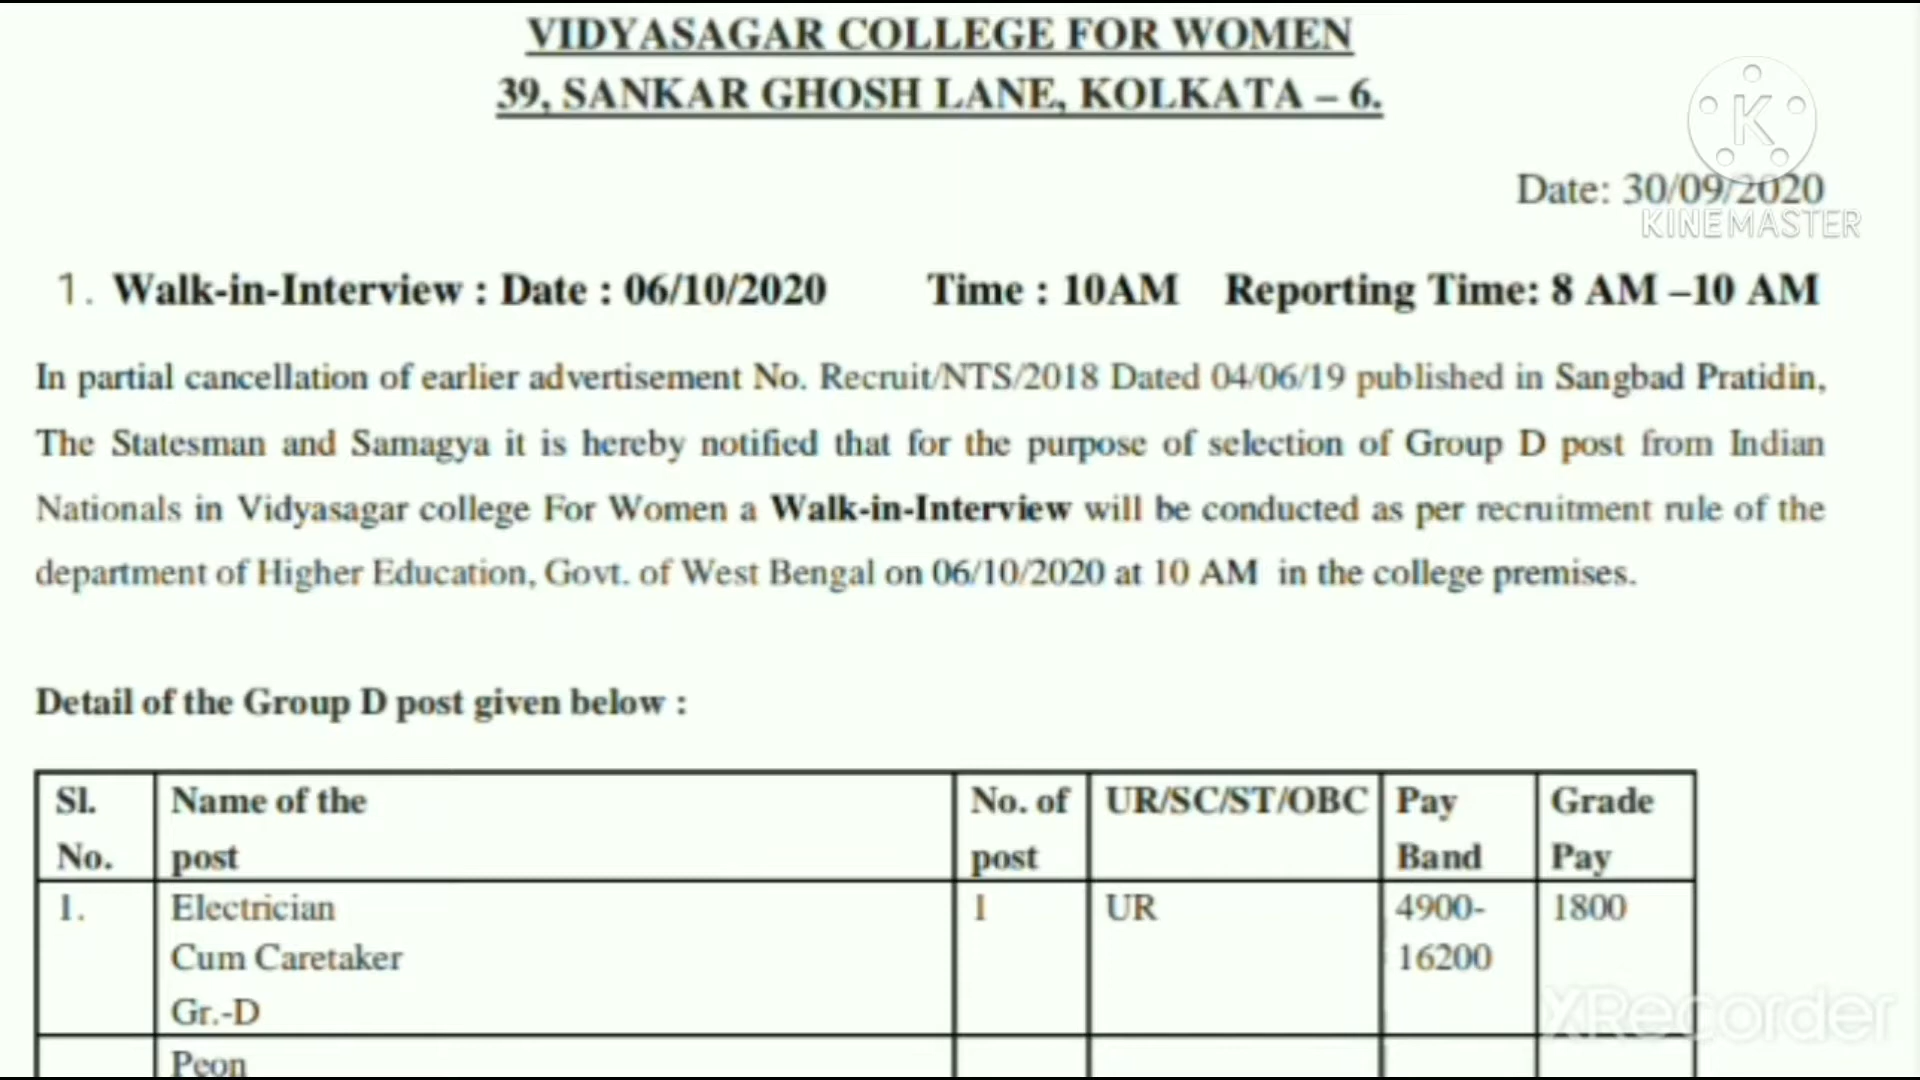 VIDYASAGAR COLLEGE FOR WOMEN
39, SANKAR GHOSH LANE, KOLKATA – 6.
K
Date: 30/09/2020
KINEMASTER
1. Walk-in-Interview : Date : 06/10/2020 Time : 10AM Reporting Time: 8 AM –10 AM
In partial cancellation of earlier advertisement No. Recruit/NTS/2018 Dated 04/06/19 published in Sangbad Pratidin,
The Statesman and Samagya it is hereby notified that for the purpose of selection of Group D post from Indian
Nationals in Vidyasagar college For Women a Walk-in-Interview will be conducted as per recruitment rule of the
department of Higher Education, Govt. of West Bengal on 06/10/2020 at 10 AM in the college premises.
Detail of the Group D post given below :
Sl. Name of the No. of UR/SC/ST/OBC Pay Grade
No. post post Band Pay
1. Electrician 1 UR 4900- 1800
Cum Caretaker 16200
Gr.-D
XRecorder
Peon